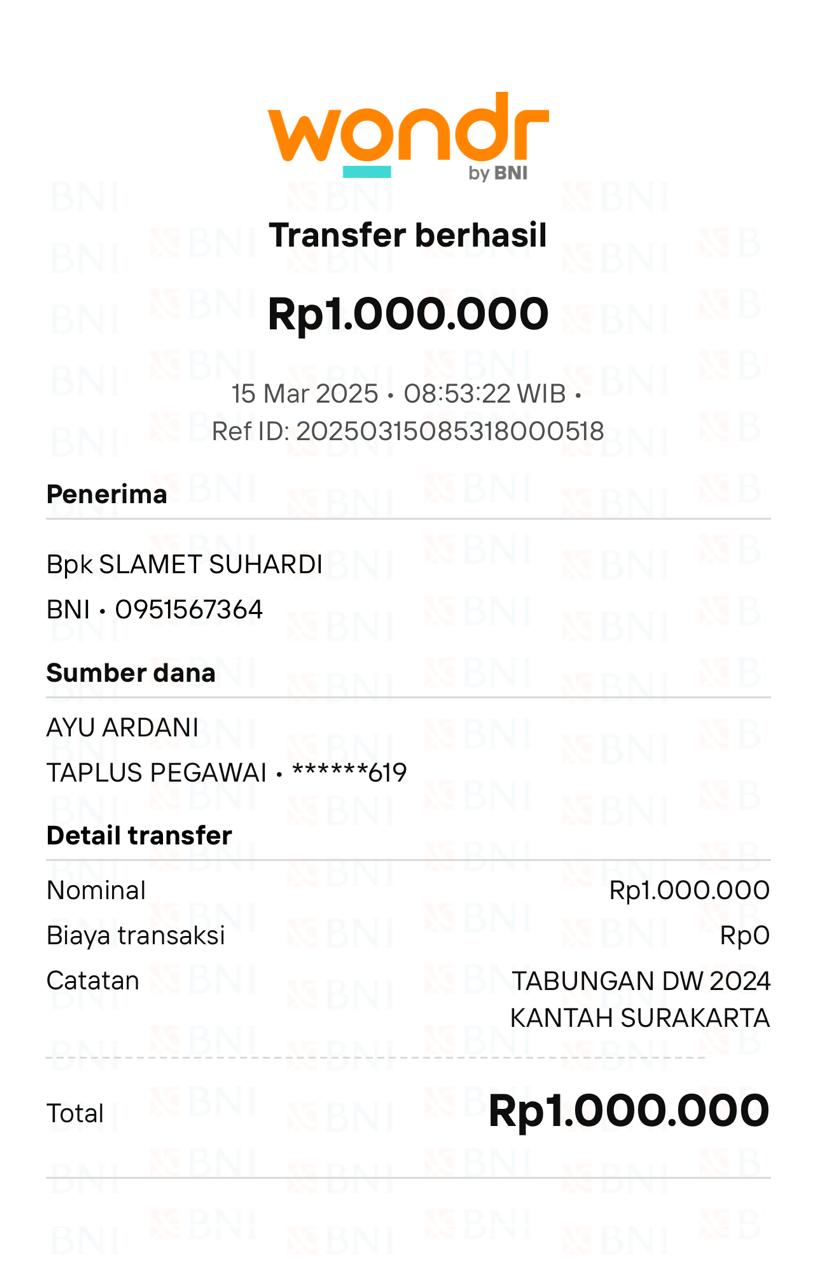 wondr
by BNI
Transfer berhasil
Rp1.000.000
15 Mar 2025 • 08:53:22 WIB •
Ref ID: 20250315085318000518
Penerima
Bpk SLAMET SUHARDI
BNI • 0951567364
Sumber dana
AYU ARDANI
TAPLUS PEGAWAI • ******619
Detail transfer
Nominal Rp1.000.000
Biaya transaksi Rp0
Catatan TABUNGAN DW 2024
KANTAH SURAKARTA
Total Rp1.000.000